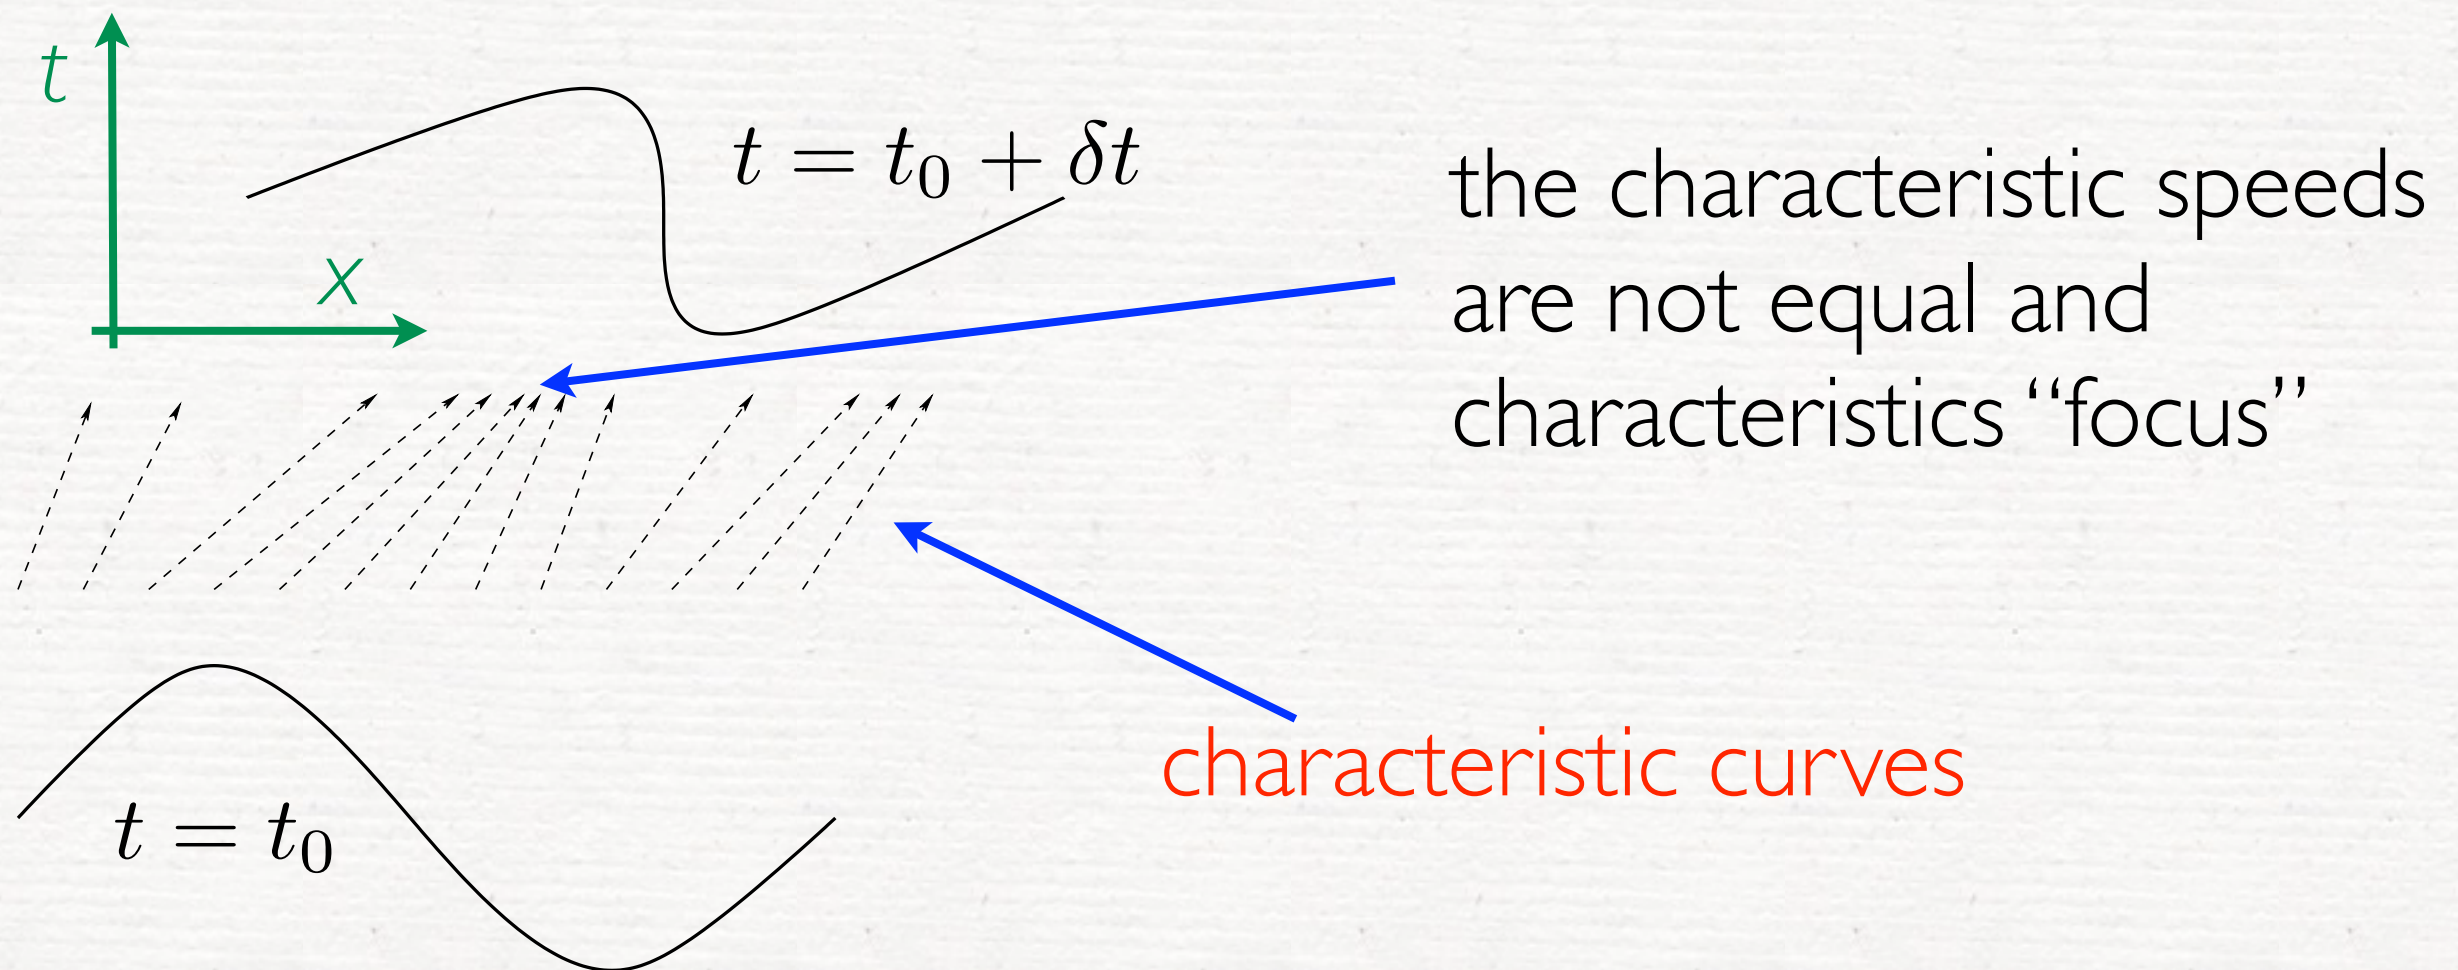 t
x
t = t₀ + δt
the characteristic speeds
are not equal and
characteristics “focus”
characteristic curves
t = t₀